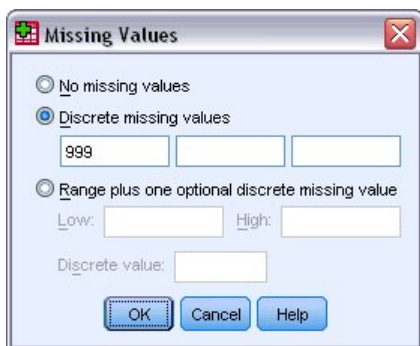 Missing Values
No missing values
Discrete missing values
999
Range plus one optional discrete missing value
Low: High:
Discrete value:
OK Cancel Help